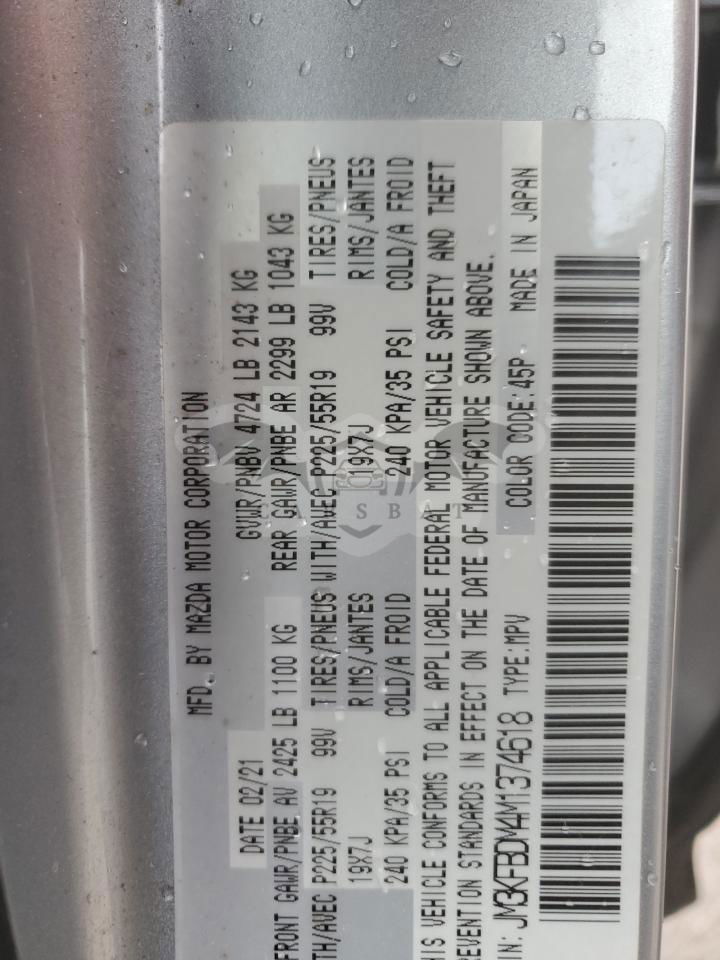 MFD. BY MAZDA MOTOR CORPORATION
DATE 02/21 GVWR/PNBV 4724 LB 2143 KG
FRONT GAWR/PNBE AV 2425 LB 1100 KG REAR GAWR/PNBE AR 2299 LB 1043 KG
TH/AVEC P225/55R19 99V TIRES/PNEUS WITH/AVEC P225/55R19 99V TIRES/PNEUS
19X7J RIMS/JANTES 19X7J RIMS/JANTES
240 KPA/35 PSI COLD/A FROID 240 KPA/35 PSI COLD/A FROID
HIS VEHICLE CONFORMS TO ALL APPLICABLE FEDERAL MOTOR VEHICLE SAFETY AND THEFT
REVENTION STANDARDS IN EFFECT ON THE DATE OF MANUFACTURE SHOWN ABOVE.
IN: JM3KFBDM4M1374618 TYPE:MPV COLOR CODE:45P MADE IN JAPAN
CARSBAT